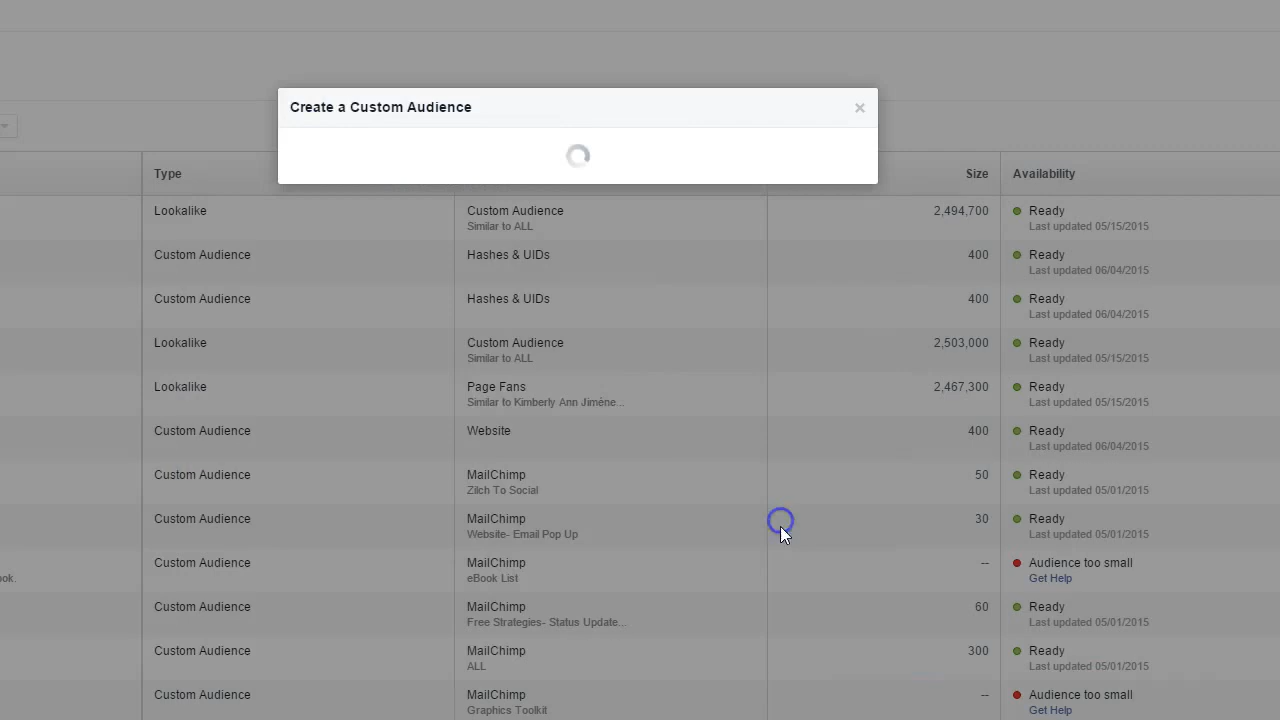 Create a Custom Audience
Type
Size
Availability
Lookalike
Custom Audience
Similar to ALL
2,494,700
Ready
Last updated 05/15/2015
Custom Audience
Hashes & UIDs
400
Ready
Last updated 06/04/2015
Custom Audience
Hashes & UIDs
400
Ready
Last updated 06/04/2015
Lookalike
Custom Audience
Similar to ALL
2,503,000
Ready
Last updated 05/15/2015
Lookalike
Page Fans
Similar to Kimberly Ann Jiméne...
2,467,300
Ready
Last updated 05/15/2015
Custom Audience
Website
400
Ready
Last updated 06/04/2015
Custom Audience
MailChimp
Zilch To Social
50
Ready
Last updated 05/01/2015
Custom Audience
MailChimp
Website- Email Pop Up
30
Ready
Last updated 05/01/2015
ook.
Custom Audience
MailChimp
eBook List
--
Audience too small
Get Help
Custom Audience
MailChimp
Free Strategies- Status Update...
60
Ready
Last updated 05/01/2015
Custom Audience
MailChimp
ALL
300
Ready
Last updated 05/01/2015
Custom Audience
MailChimp
Graphics Toolkit
--
Audience too small
Get Help